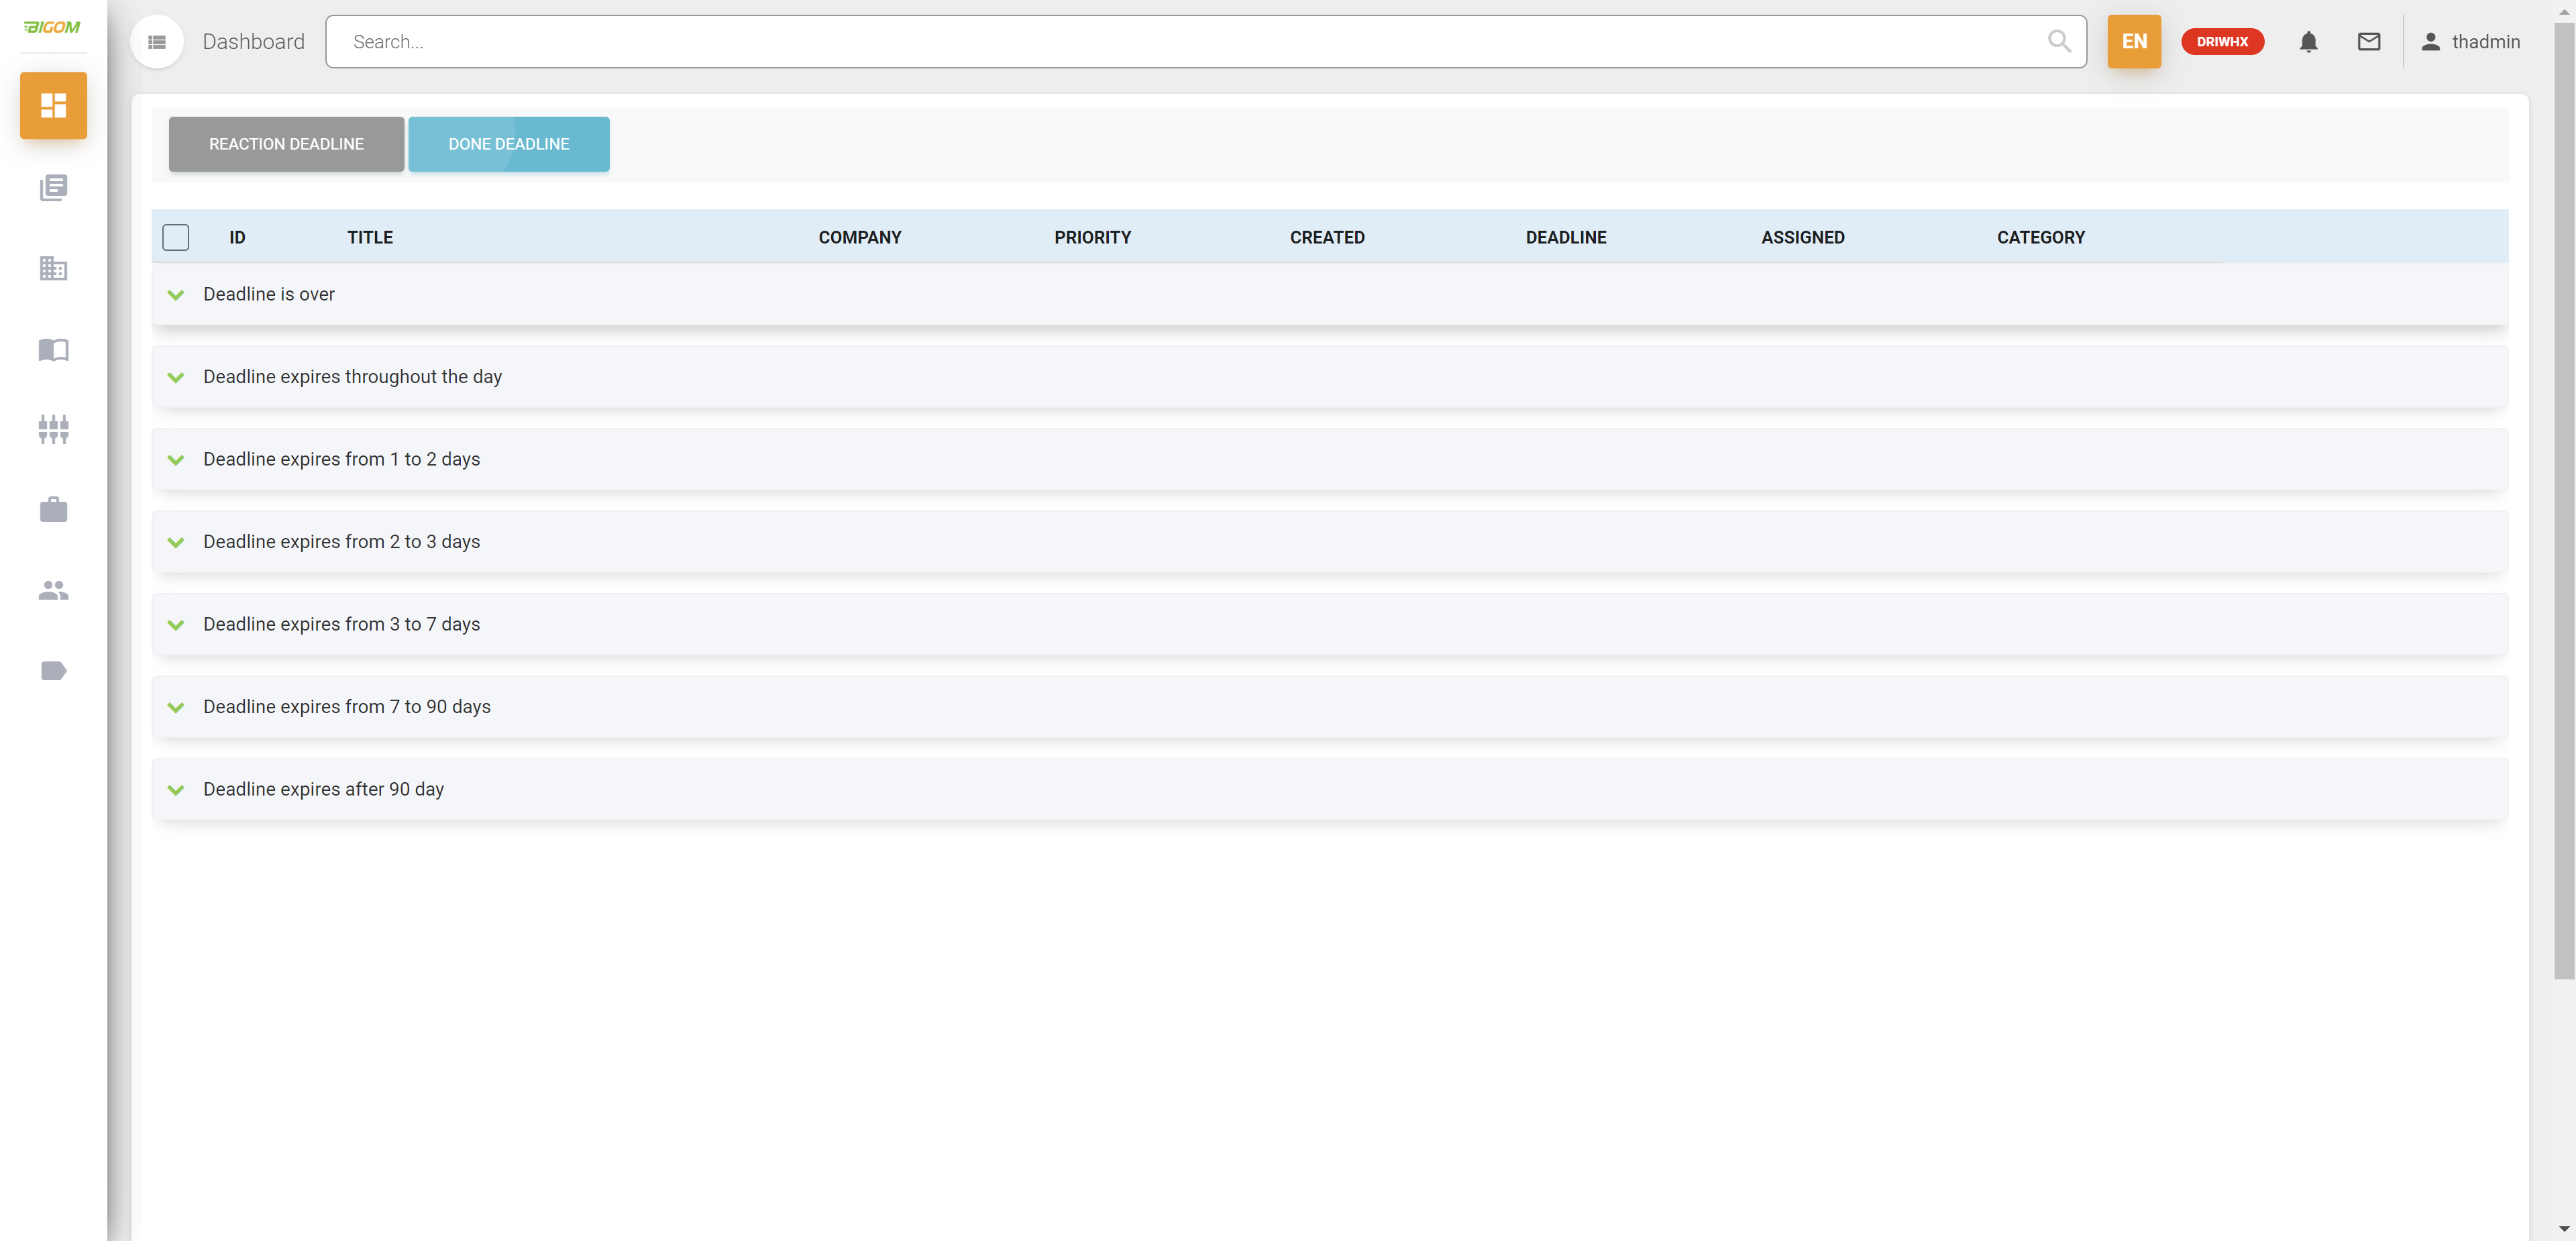 BIGOM
Dashboard
Search...
EN
DRIWHX
thadmin
REACTION DEADLINE
DONE DEADLINE
ID TITLE COMPANY PRIORITY CREATED DEADLINE ASSIGNED CATEGORY
Deadline is over
Deadline expires throughout the day
Deadline expires from 1 to 2 days
Deadline expires from 2 to 3 days
Deadline expires from 3 to 7 days
Deadline expires from 7 to 90 days
Deadline expires after 90 day